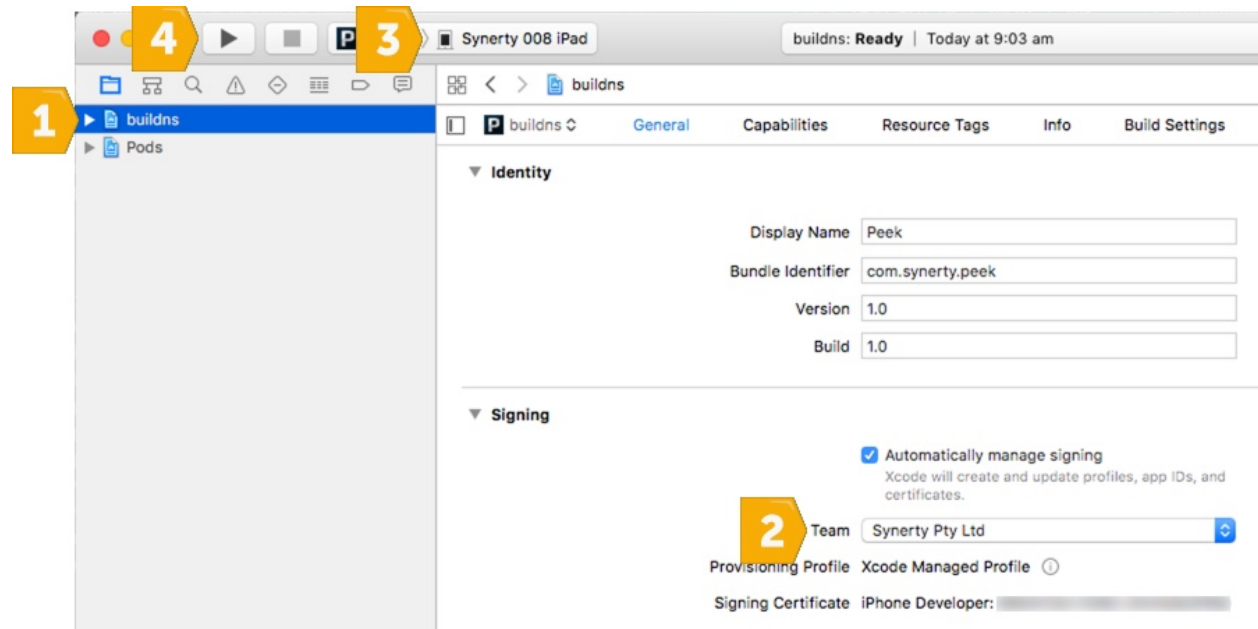 4
P
3
Synerty 008 iPad
buildns: Ready | Today at 9:03 am
buildns
1
buildns
Pods
P buildns
General
Capabilities
Resource Tags
Info
Build Settings
Identity
Display Name Peek
Bundle Identifier com.synerty.peek
Version 1.0
Build 1.0
Signing
Automatically manage signing
Xcode will create and update profiles, app IDs, and
certificates.
2
Team Synerty Pty Ltd
Provisioning Profile Xcode Managed Profile
Signing Certificate iPhone Developer: